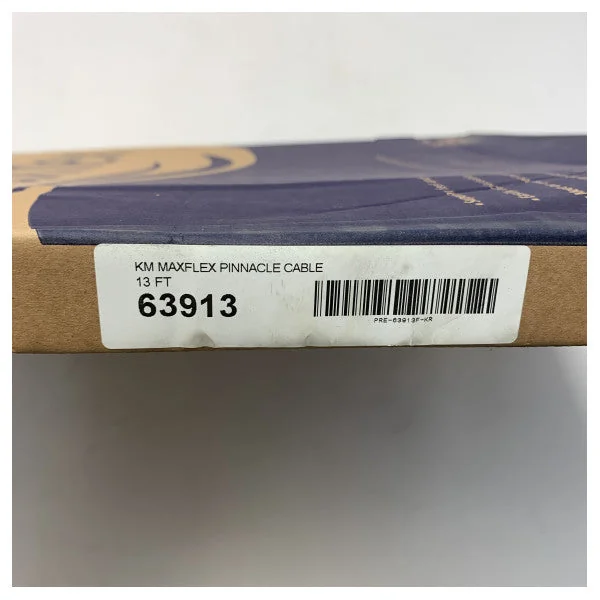 KM MAXFLEX PINNACLE CABLE
13 FT
63913
PRE-63913F-KR